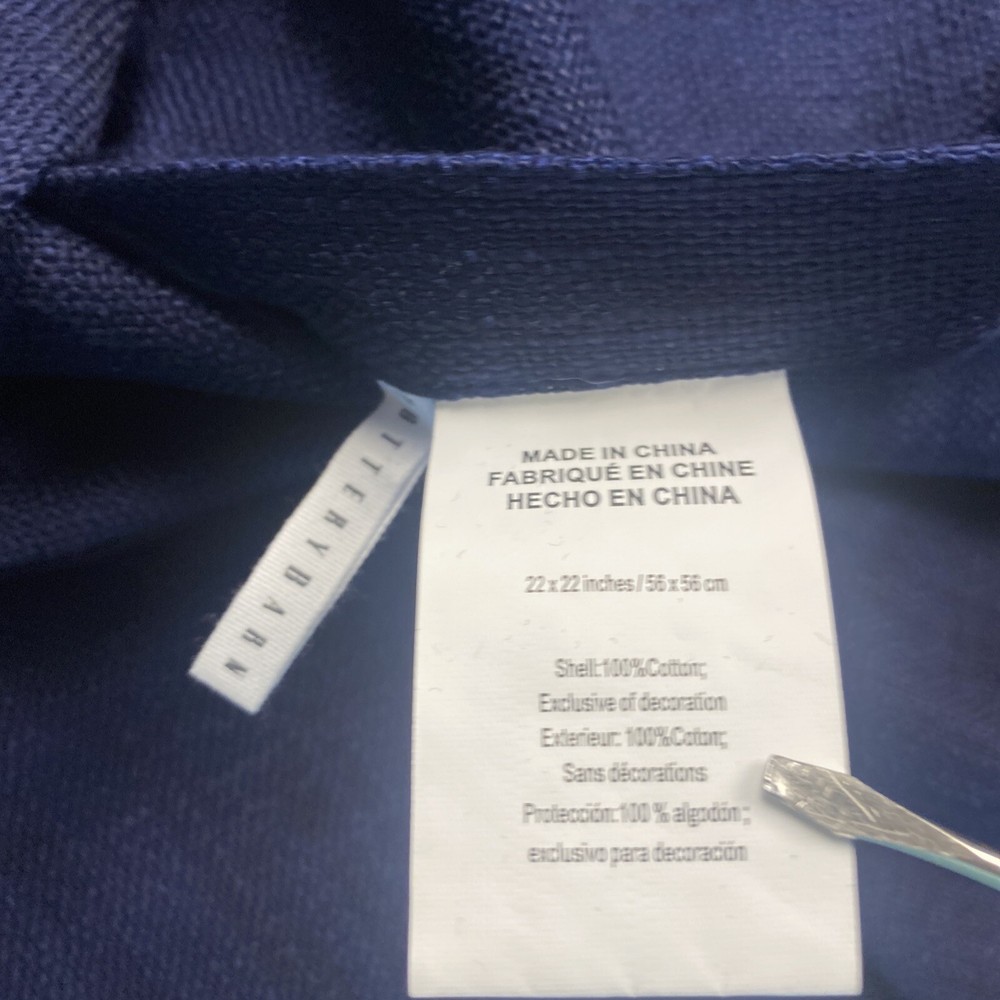 OTTERYBARN
MADE IN CHINA
FABRIQUÉ EN CHINE
HECHO EN CHINA
22 x 22 inches / 56 x 56 cm
Shell:100%Cotton;
Exclusive of decoration
Exterieur: 100%Coton;
Sans décorations
Protección:100 % algodón;
exclusivo para decoración